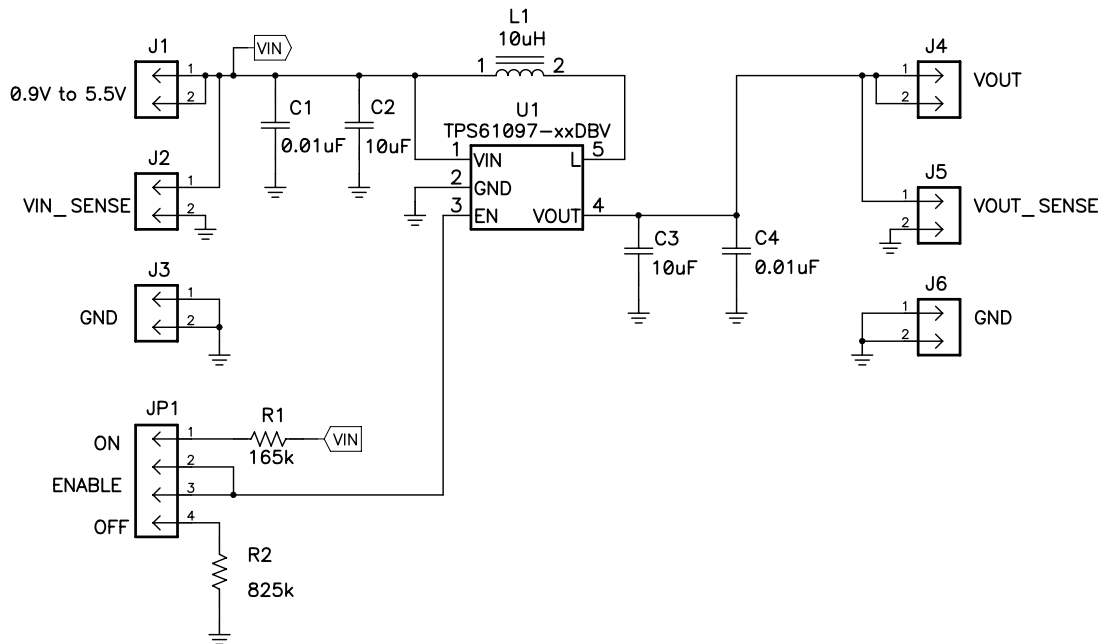 L1
10uH
1 2
VIN
J1
0.9V to 5.5V
1
2
J2
VIN_SENSE
1
2
J3
GND
1
2
C1
0.01uF
C2
10uF
U1
TPS61097-xxDBV
1 VIN L 5
2 GND
3 EN VOUT 4
C3
10uF
C4
0.01uF
J4
1
2
VOUT
J5
1
2
VOUT_SENSE
J6
1
2
GND
JP1
ON
ENABLE
OFF
1
2
3
4
R1
165k
VIN
R2
825k